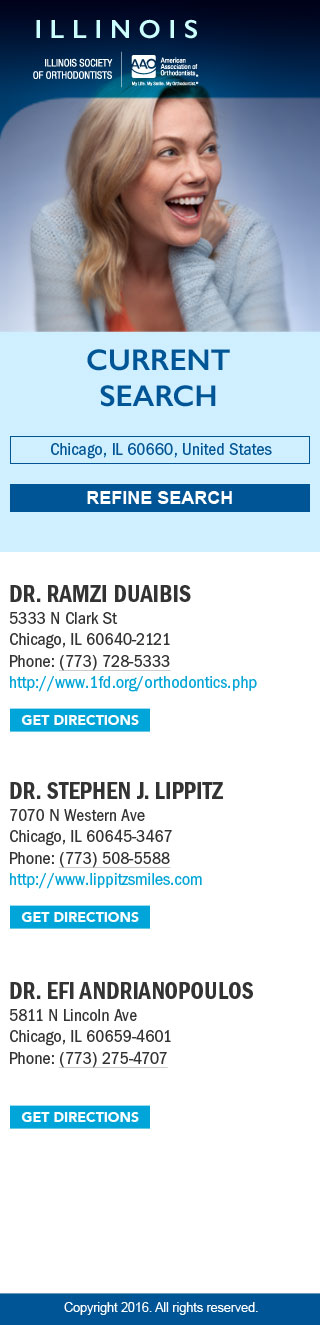 ILLINOIS
ILLINOIS SOCIETY
OF ORTHODONTISTS
AAO
American
Association of
Orthodontists
My Life. My Smile. My Orthodontist.®
CURRENT
SEARCH
Chicago, IL 60660, United States
REFINE SEARCH
DR. RAMZI DUAIBIS
5333 N Clark St
Chicago, IL 60640-2121
Phone: (773) 728-5333
http://www.1fd.org/orthodontics.php
GET DIRECTIONS
DR. STEPHEN J. LIPPITZ
7070 N Western Ave
Chicago, IL 60645-3467
Phone: (773) 508-5588
http://www.lippitzsmiles.com
GET DIRECTIONS
DR. EFI ANDRIANOPOULOS
5811 N Lincoln Ave
Chicago, IL 60659-4601
Phone: (773) 275-4707
GET DIRECTIONS
Copyright 2016. All rights reserved.